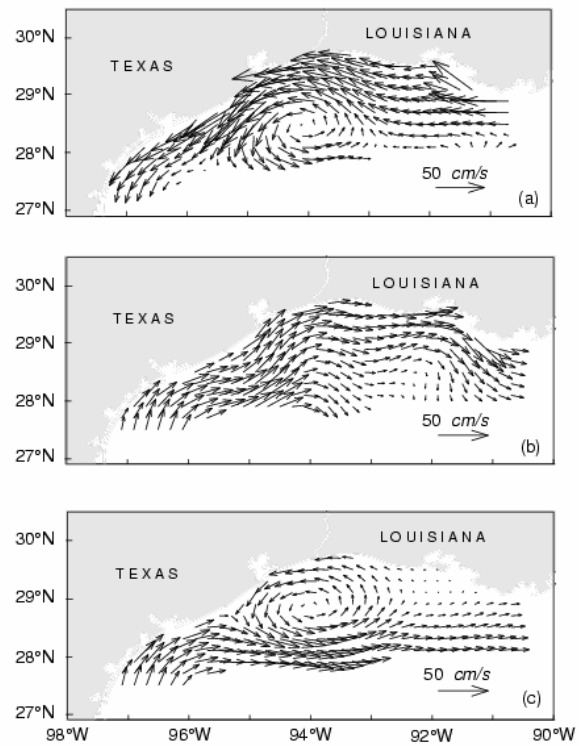 30°N
LOUISIANA
TEXAS
29°N
28°N
50 cm/s
27°N
(a)
30°N
LOUISIANA
TEXAS
29°N
28°N
50 cm/s
27°N
(b)
30°N
LOUISIANA
TEXAS
29°N
28°N
50 cm/s
27°N
(c)
98°W 96°W 94°W 92°W 90°W